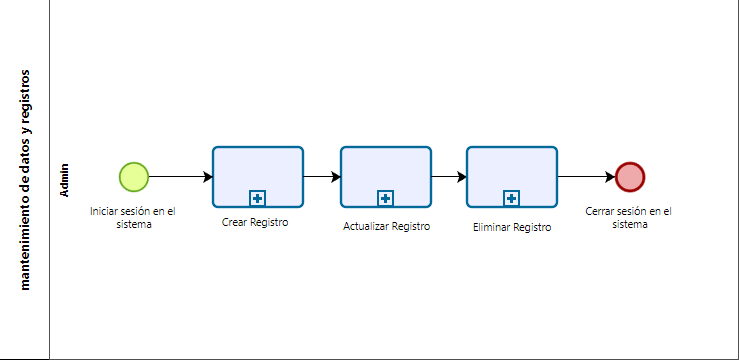 mantenimiento de datos y registros
Admin
Iniciar sesión en el
sistema
Crear Registro
Actualizar Registro
Eliminar Registro
Cerrar sesión en el
sistema